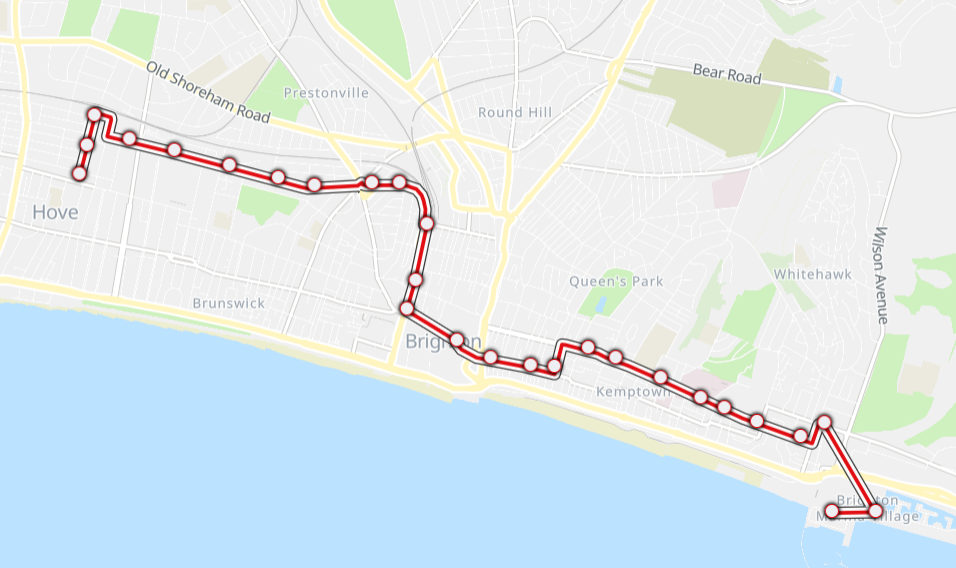 Old Shoreham Road
Prestonville
Bear Road
Round Hill
Hove
Wilson Avenue
Queen's Park
Whitehawk
Brunswick
Brighton
Kemptown
Brighton
Marina Village